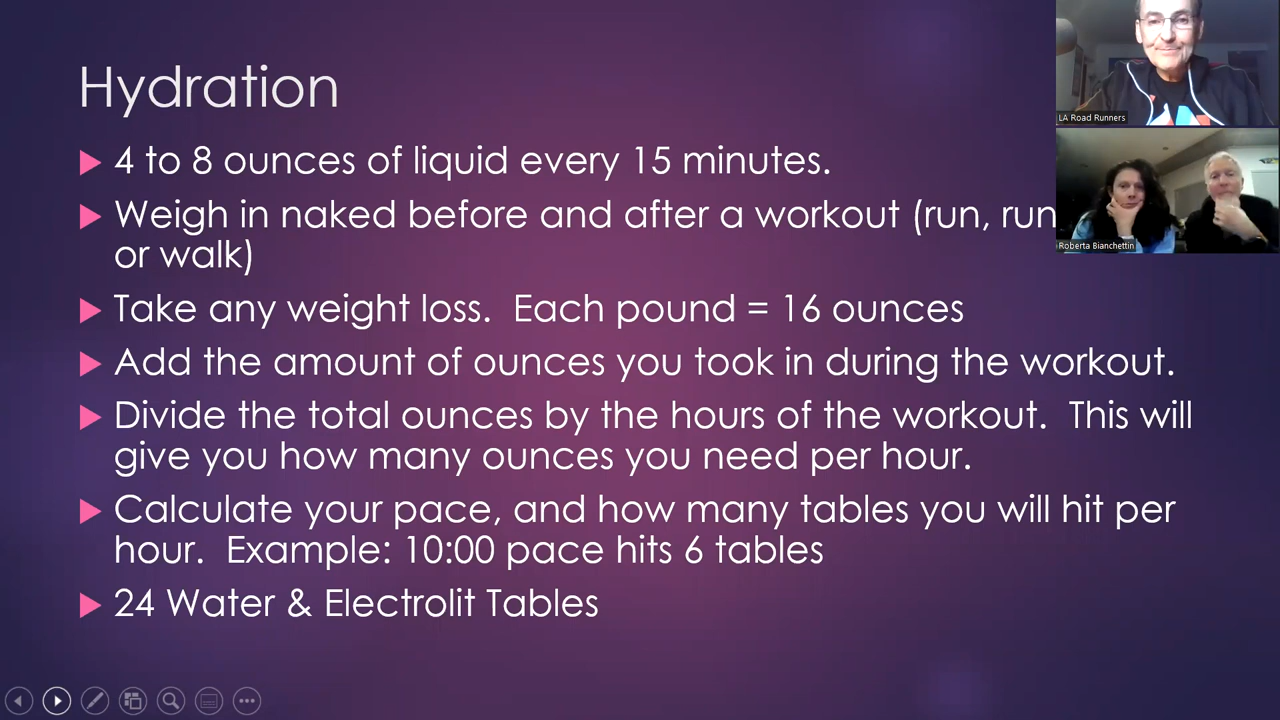 Hydration
4 to 8 ounces of liquid every 15 minutes.
Weigh in naked before and after a workout (run, run
or walk)
Take any weight loss.  Each pound = 16 ounces
Add the amount of ounces you took in during the workout.
Divide the total ounces by the hours of the workout.  This will
give you how many ounces you need per hour.
Calculate your pace, and how many tables you will hit per
hour.  Example: 10:00 pace hits 6 tables
24 Water & Electrolit Tables
LA Road Runners
Roberta Bianchettin